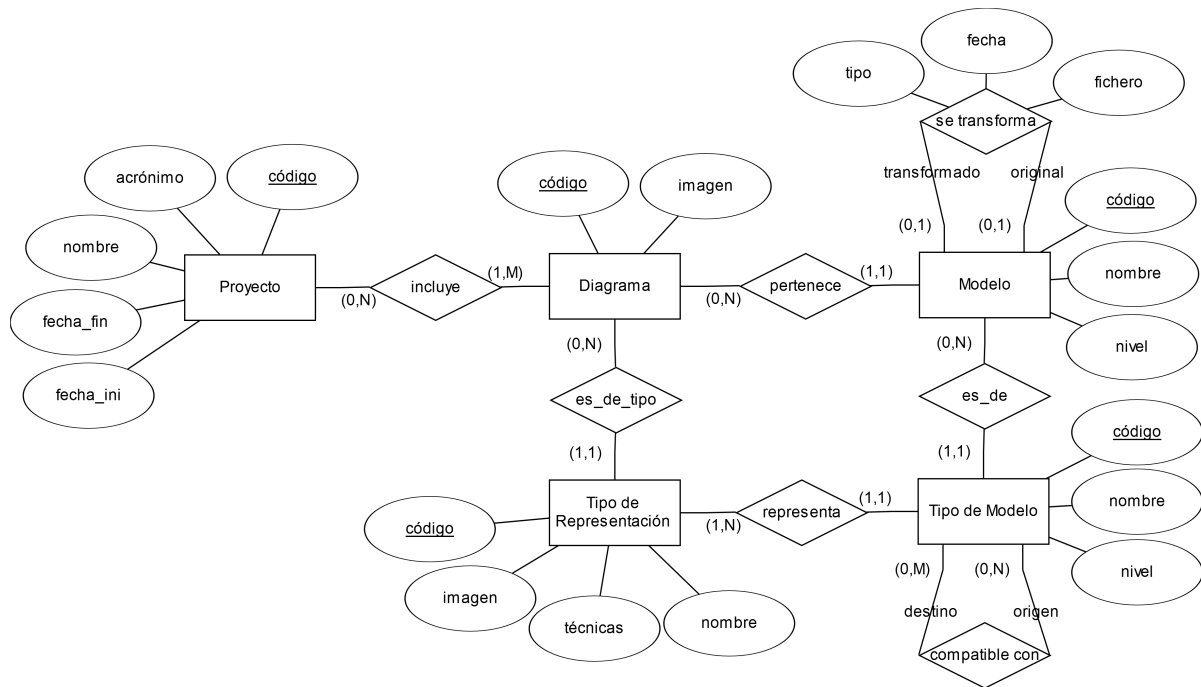 fecha
tipo
fichero
se transforma
transformado
original
(0,1)
(0,1)
acrónimo
código
nombre
fecha_fin
fecha_ini
Proyecto
(0,N)
incluye
(1,M)
código
imagen
Diagrama
(0,N)
pertenece
(1,1)
Modelo
código
nombre
nivel
(0,N)
es_de_tipo
(1,1)
(0,N)
es_de
(1,1)
Tipo de
Representación
código
imagen
técnicas
nombre
(1,N)
representa
(1,1)
Tipo de Modelo
código
nombre
nivel
(0,M)
(0,N)
destino
origen
compatible con